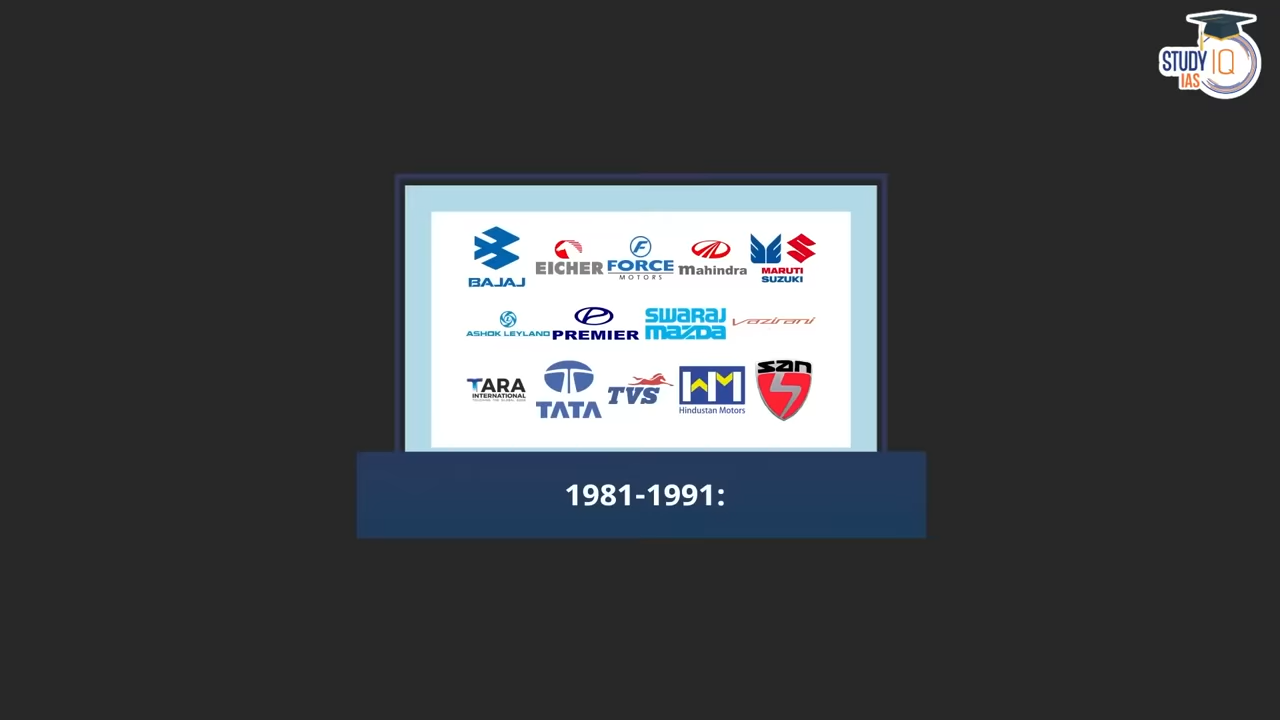 STUDY IQ
IAS
BAJAJ
EICHER
FORCE
MOTORS
mahindra
MARUTI
SUZUKI
ASHOK LEYLAND
PREMIER
SWARAJ
MAZDA
vazirani
TARA
INTERNATIONAL
TATA
TVS
HM
Hindustan Motors
SAN
1981-1991: